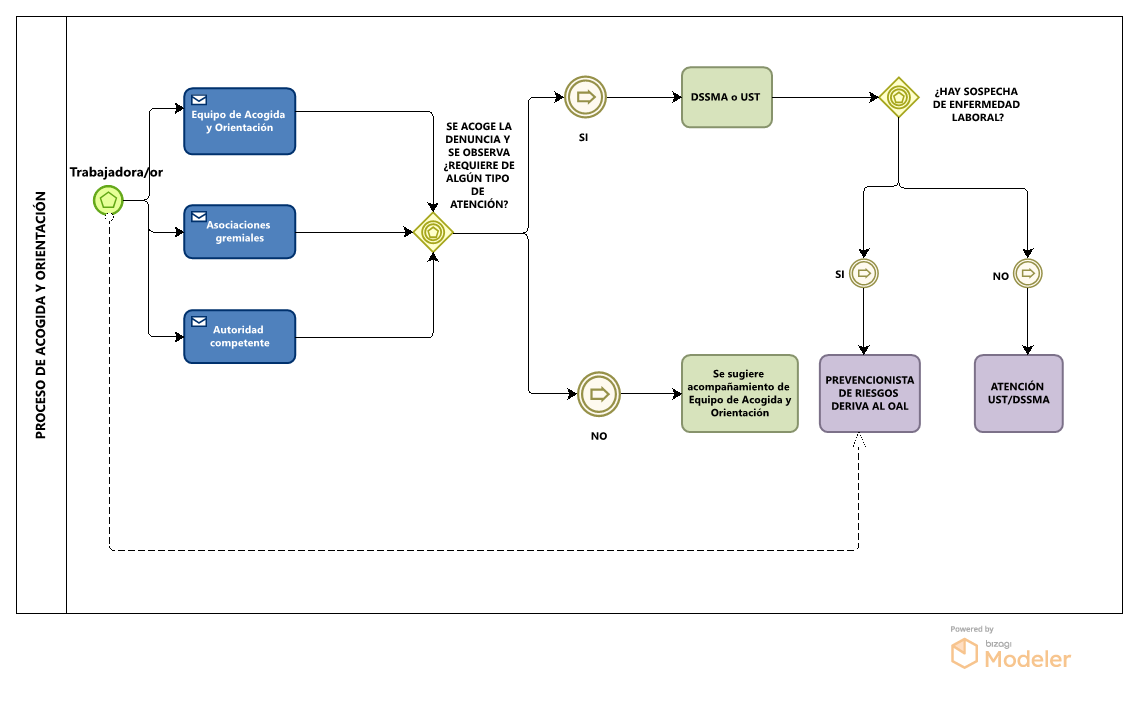 PROCESO DE ACOGIDA Y ORIENTACIÓN
Trabajadora/or
Equipo de Acogida
y Orientación
Asociaciones
gremiales
Autoridad
competente
SE ACOGE LA
DENUNCIA Y
SE OBSERVA
¿REQUIERE DE
ALGÚN TIPO
DE
ATENCIÓN?
SI
DSSMA o UST
¿HAY SOSPECHA
DE ENFERMEDAD
LABORAL?
SI
NO
NO
Se sugiere
acompañamiento de
Equipo de Acogida y
Orientación
PREVENCIONISTA
DE RIESGOS
DERIVA AL OAL
ATENCIÓN
UST/DSSMA
Powered by
bizagi
Modeler